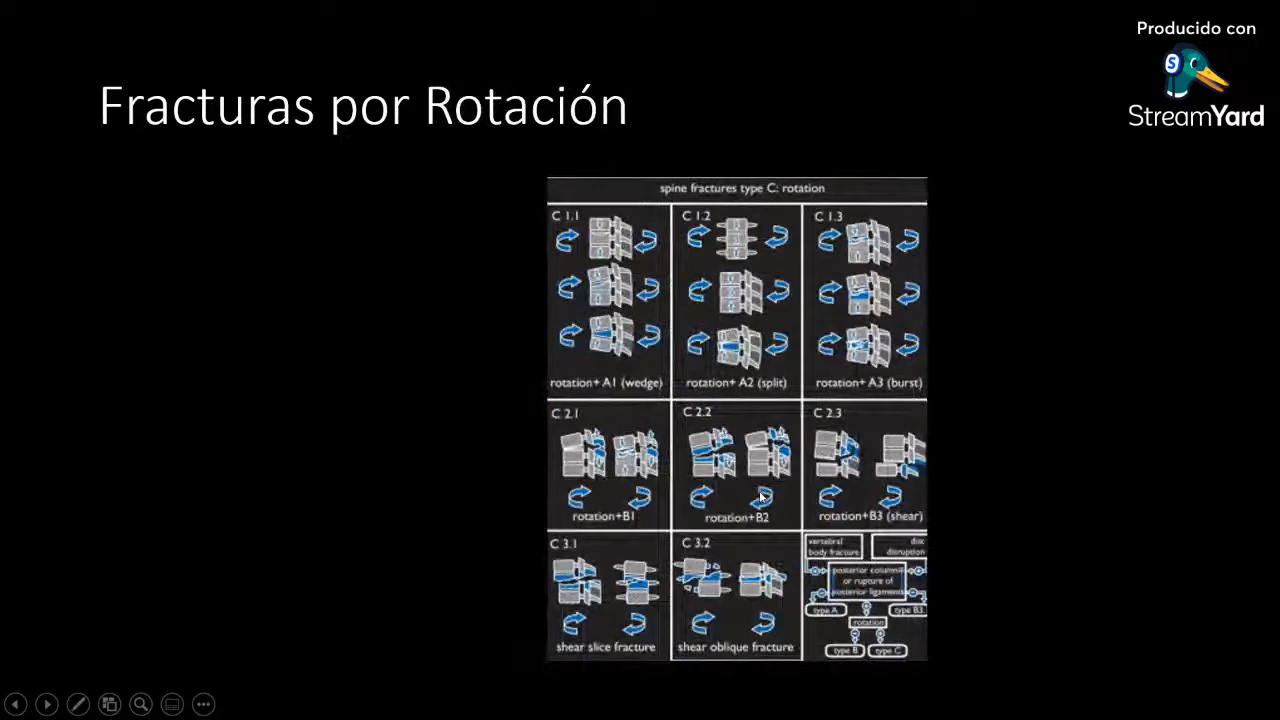 Producido con
StreamYard
Fracturas por Rotación
spine fractures type C: rotation
C 1.1
C 1.2
C 1.3
rotation+ A1 (wedge)
rotation+ A2 (split)
rotation+ A3 (burst)
C 2.1
C 2.2
C 2.3
rotation+B1
rotation+B2
rotation+B3 (shear)
C 3.1
C 3.2
shear slice fracture
shear oblique fracture
vertebral
body fracture
disc
disruption
posterior column
or rupture of
posterior ligaments
type A
type B3
rotation
type B
type C